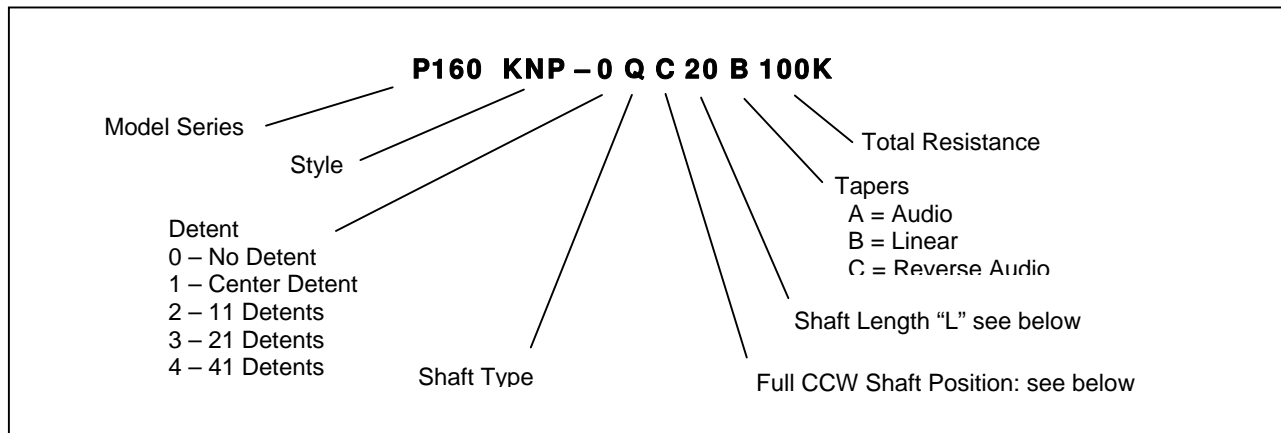 P160 KNP – 0 Q C 20 B 100K
Model Series
Style
Detent
0 – No Detent
1 – Center Detent
2 – 11 Detents
3 – 21 Detents
4 – 41 Detents
Shaft Type
Total Resistance
Tapers
A = Audio
B = Linear
C = Reverse Audio
Shaft Length “L” see below
Full CCW Shaft Position: see below